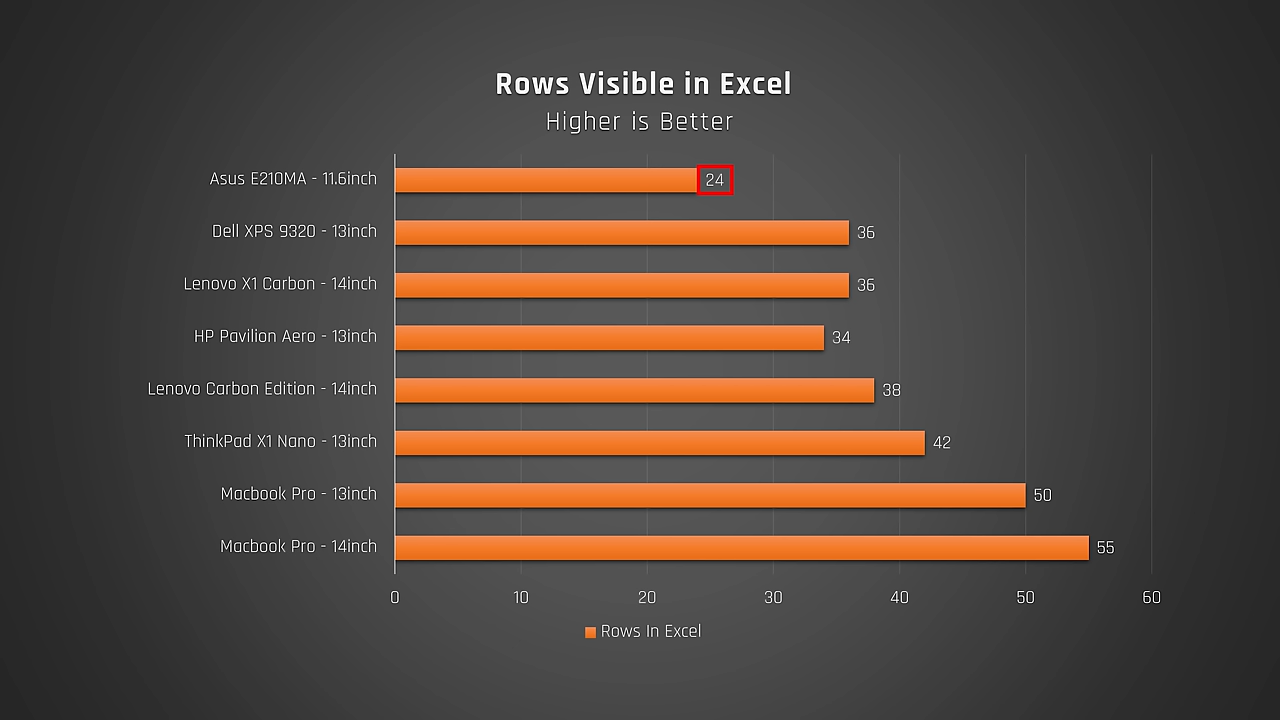 Rows Visible in Excel
Higher is Better
Asus E210MA - 11.6inch 24
Dell XPS 9320 - 13inch 36
Lenovo X1 Carbon - 14inch 36
HP Pavilion Aero - 13inch 34
Lenovo Carbon Edition - 14inch 38
ThinkPad X1 Nano - 13inch 42
Macbook Pro - 13inch 50
Macbook Pro - 14inch 55
0 10 20 30 40 50 60
Rows In Excel